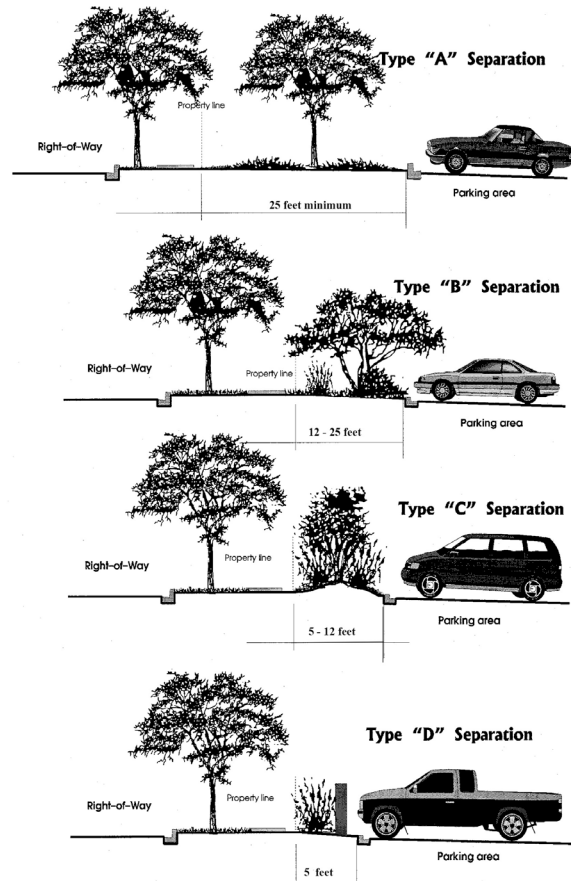 Type "A" Separation
Property line
Right-of-Way
Parking area
25 feet minimum
Type "B" Separation
Right-of-Way
Property line
Parking area
12 - 25 feet
Type "C" Separation
Property line
Right-of-Way
Parking area
5 - 12 feet
Type "D" Separation
Property line
Right-of-Way
Parking area
5 feet